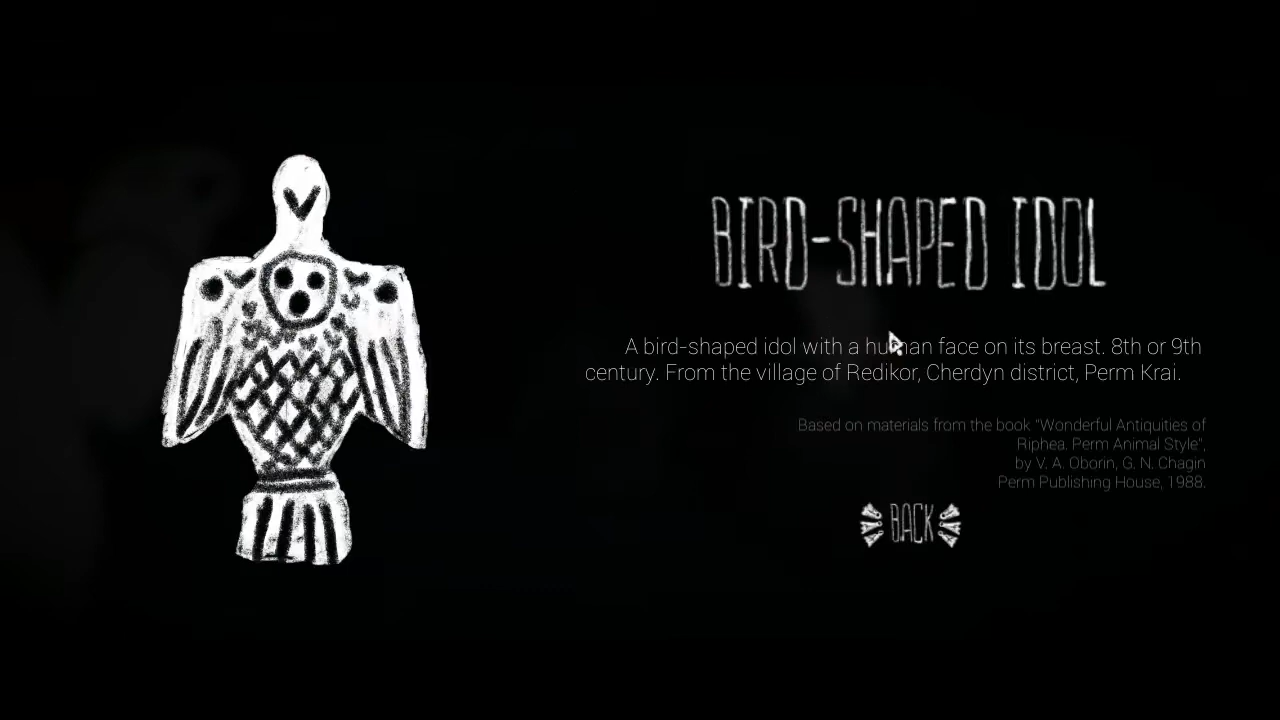 BIRD-SHAPED IDOL
A bird-shaped idol with a human face on its breast. 8th or 9th
century. From the village of Redikor, Cherdyn district, Perm Krai.
Based on materials from the book "Wonderful Antiquities of
Riphea. Perm Animal Style",
by V. A. Oborin, G. N. Chagin
Perm Publishing House, 1988.
BACK